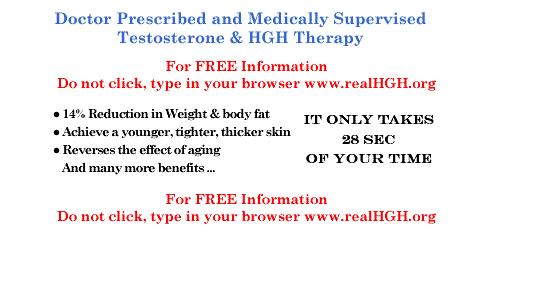 Doctor Prescribed and Medically Supervised
Testosterone & HGH Therapy
For FREE Information
Do not click, type in your browser www.realHGH.org
● 14% Reduction in Weight & body fat
● Achieve a younger, tighter, thicker skin
● Reverses the effect of aging
And many more benefits ...
IT ONLY TAKES
28 SEC
OF YOUR TIME
For FREE Information
Do not click, type in your browser www.realHGH.org